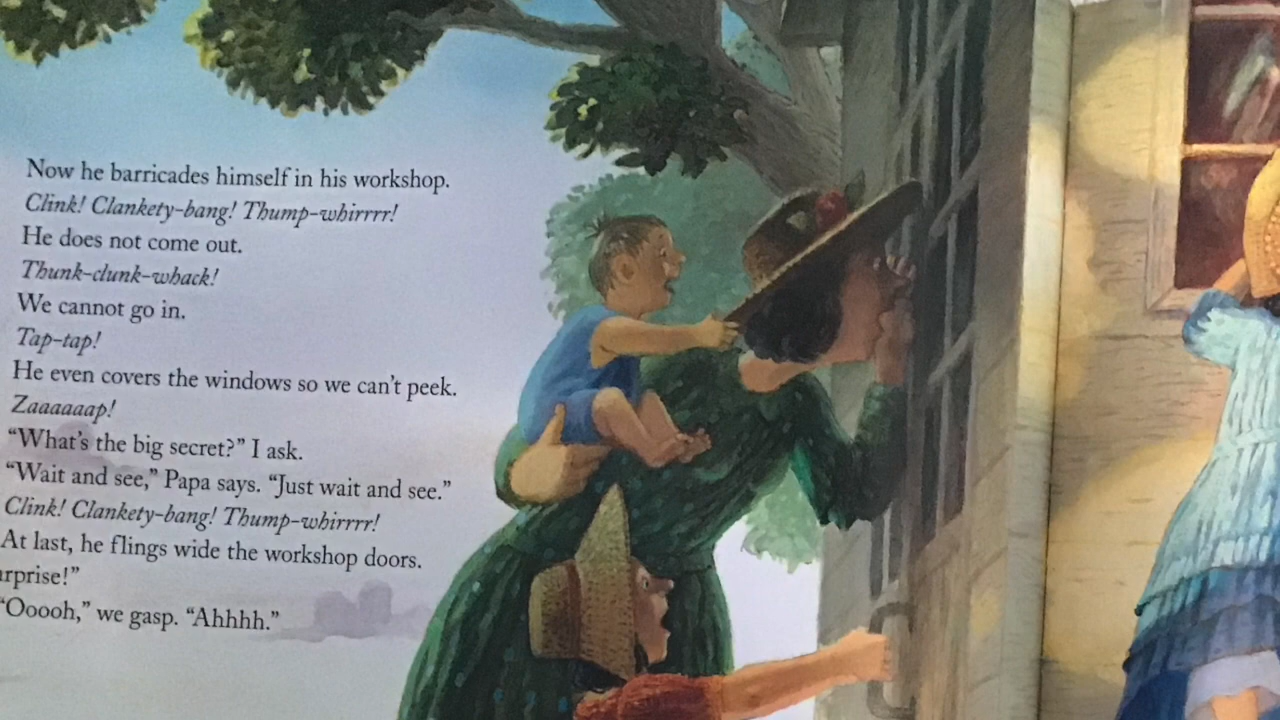 Now he barricades himself in his workshop.
Clink! Clankety-bang! Thump-whirrrr!
He does not come out.
Thunk-clunk-whack!
We cannot go in.
Tap-tap!
He even covers the windows so we can't peek.
Zaaaaaap!
“What's the big secret?” I ask.
“Wait and see,” Papa says. “Just wait and see.”
Clink! Clankety-bang! Thump-whirrrr!
At last, he flings wide the workshop doors.
rprise!”
“Ooooh,” we gasp. “Ahhhh.”